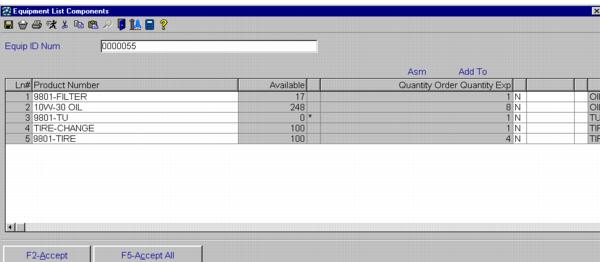 Equipment List Components
Equip ID Num 0000055
Asm Add To
Ln# Product Number Available Quantity Order Quantity Exp
1 9801-FILTER 17 1 N OI
2 10W-30 OIL 248 8 N OI
3 9801-TU 0 * 1 N TU
4 TIRE-CHANGE 100 1 N TIF
5 9801-TIRE 100 4 N TIF
F2-Accept F5-Accept All